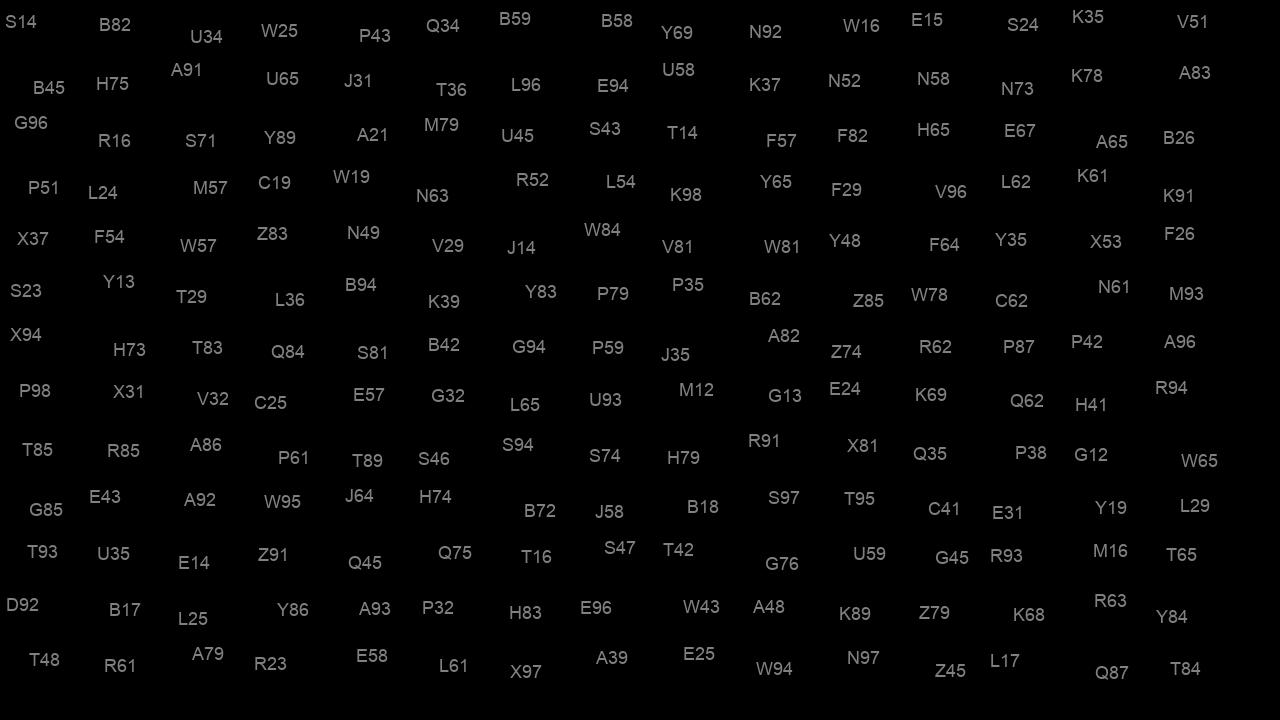 S14 B82 U34 W25 P43 Q34 B59 B58 Y69 N92 W16 E15 S24 K35 V51
B45 H75 A91 U65 J31 T36 L96 E94 U58 K37 N52 N58 N73 K78 A83
G96 R16 S71 Y89 A21 M79 U45 S43 T14 F57 F82 H65 E67 A65 B26
P51 L24 M57 C19 W19 N63 R52 L54 K98 Y65 F29 V96 L62 K61 K91
X37 F54 W57 Z83 N49 V29 J14 W84 V81 W81 Y48 F64 Y35 X53 F26
S23 Y13 T29 L36 B94 K39 Y83 P79 P35 B62 Z85 W78 C62 N61 M93
X94 H73 T83 Q84 S81 B42 G94 P59 J35 A82 Z74 R62 P87 P42 A96
P98 X31 V32 C25 E57 G32 L65 U93 M12 G13 E24 K69 Q62 H41 R94
T85 R85 A86 P61 T89 S46 S94 S74 H79 R91 X81 Q35 P38 G12 W65
G85 E43 A92 W95 J64 H74 B72 J58 B18 S97 T95 C41 E31 Y19 L29
T93 U35 E14 Z91 Q45 Q75 T16 S47 T42 G76 U59 G45 R93 M16 T65
D92 B17 L25 Y86 A93 P32 H83 E96 W43 A48 K89 Z79 K68 R63 Y84
T48 R61 A79 R23 E58 L61 X97 A39 E25 W94 N97 Z45 L17 Q87 T84